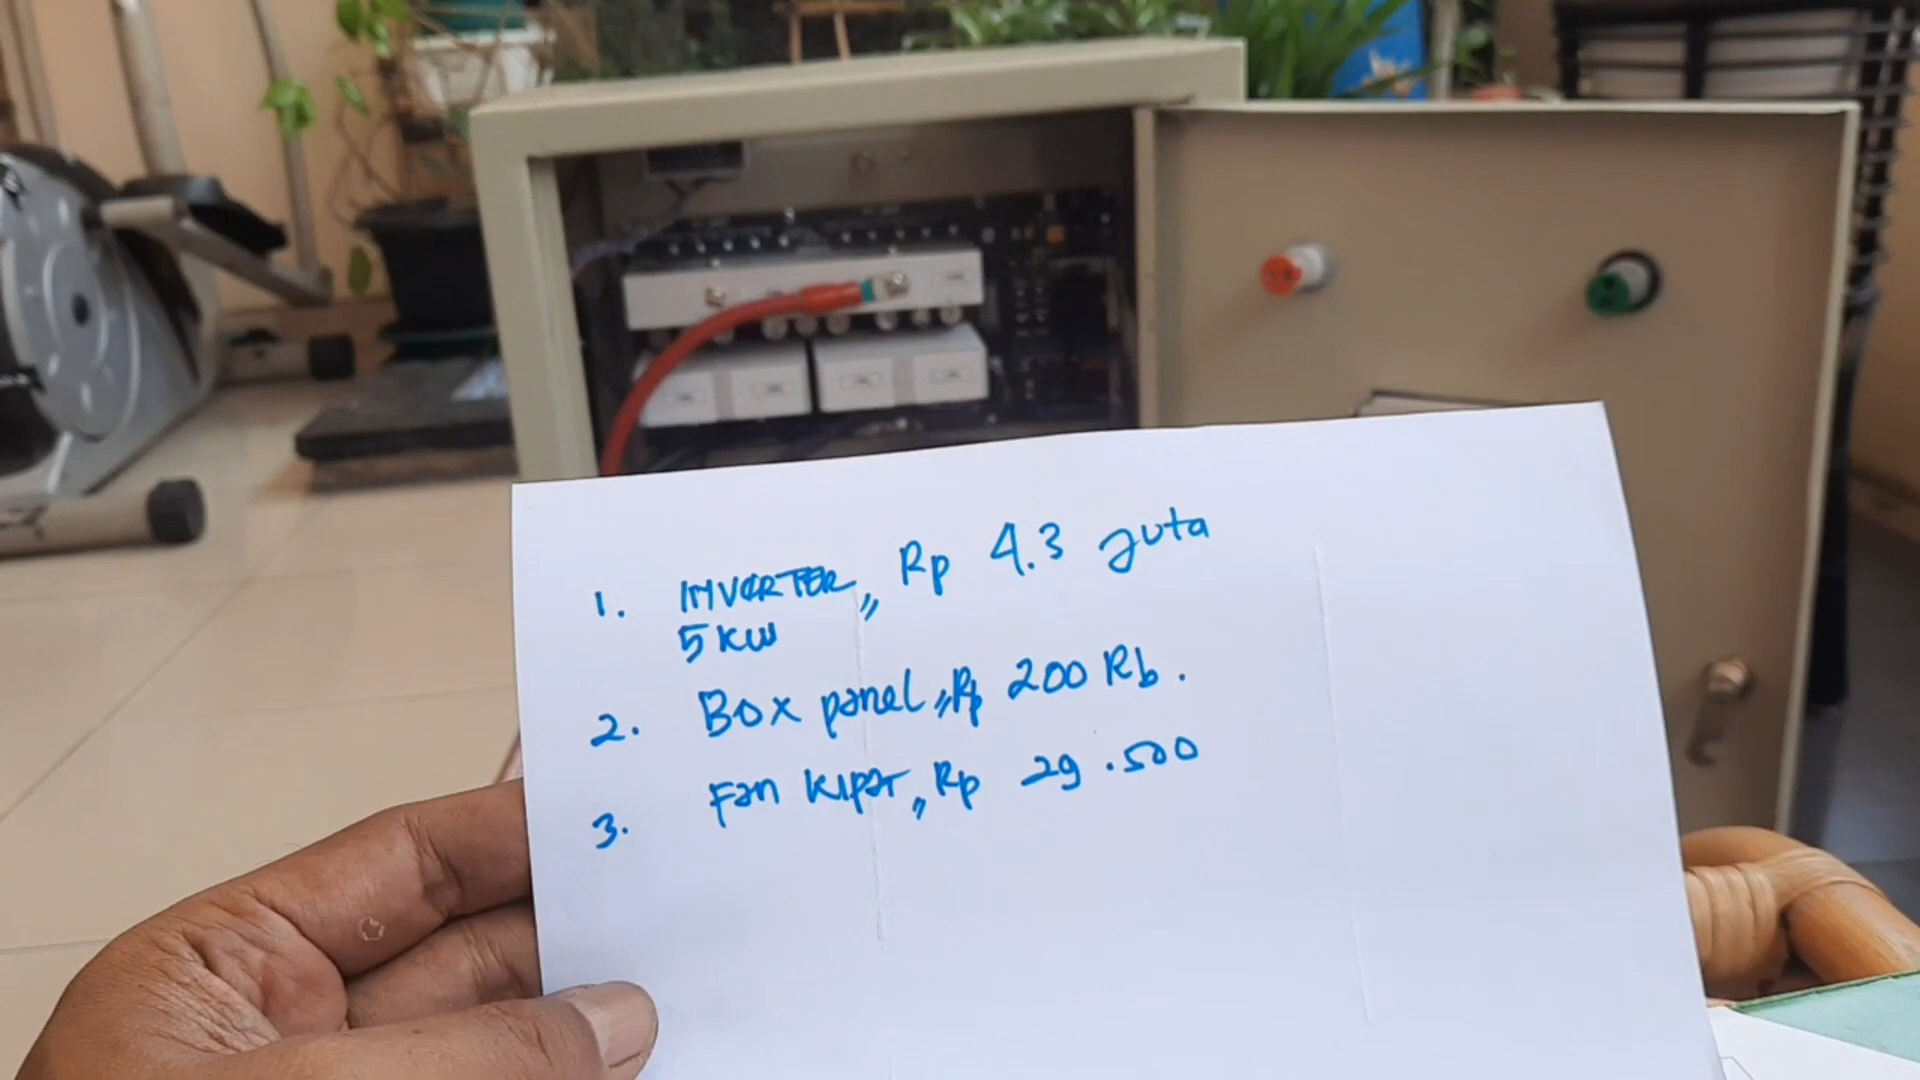 1. INVERTER,, Rp 4.3 juta
5 KW
2. Box panel,, Rp 200 Rb.
3. Fan kipar,, Rp 29.500